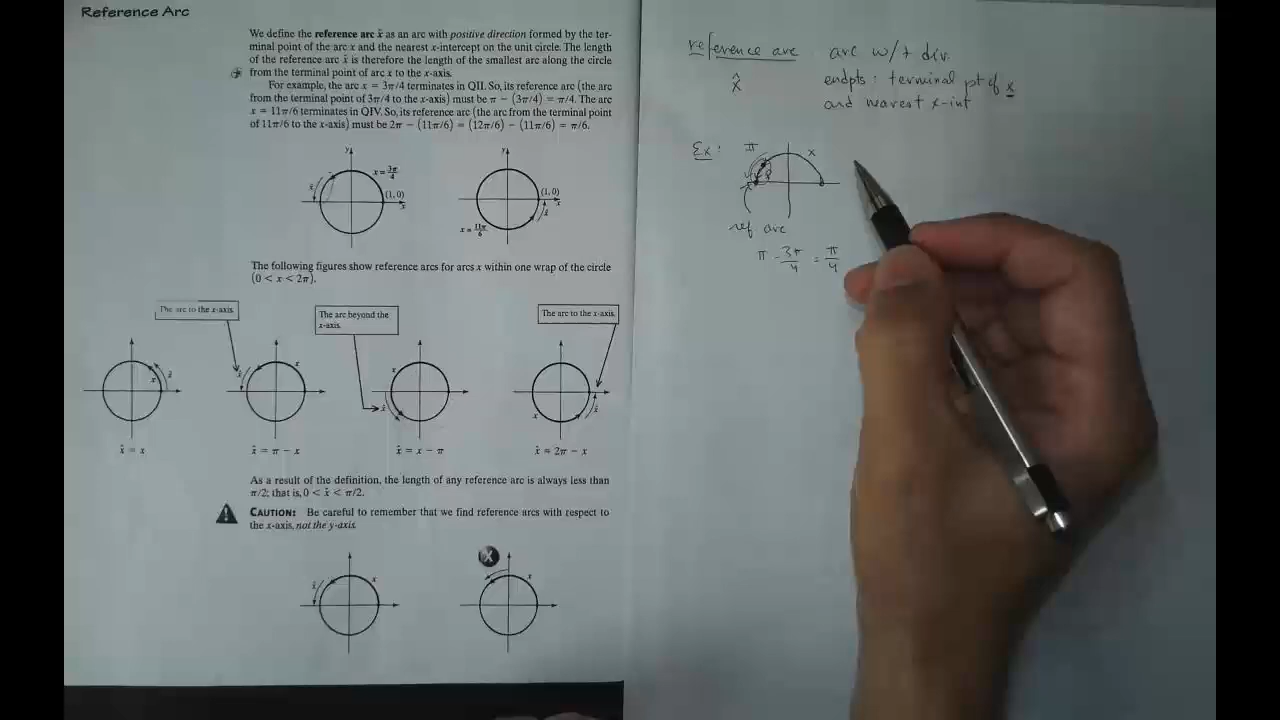 Reference Arc
We define the reference arc x̂ as an arc with positive direction formed by the ter-
minal point of the arc x and the nearest x-intercept on the unit circle. The length
of the reference arc x̂ is therefore the length of the smallest arc along the circle
from the terminal point of arc x to the x-axis.
For example, the arc x = 3π/4 terminates in QII. So, its reference arc (the arc
from the terminal point of 3π/4 to the x-axis) must be π − (3π/4) = π/4. The arc
x = 11π/6 terminates in QIV. So, its reference arc (the arc from the terminal point
of 11π/6 to the x-axis) must be 2π − (11π/6) = (12π/6) − (11π/6) = π/6.
y
x = 3π/4
x̂
(1, 0)
x
y
(1, 0)
x
x̂
x = 11π/6
The following figures show reference arcs for arcs x within one wrap of the circle
(0 < x < 2π).
The arc to the x-axis.
The arc beyond the
x-axis.
The arc to the x-axis.
x x̂
x̂ x
x x̂
x x̂
x̂ = x
x̂ = π − x
x̂ = x − π
x̂ = 2π − x
As a result of the definition, the length of any reference arc is always less than
π/2; that is, 0 < x̂ < π/2.
CAUTION: Be careful to remember that we find reference arcs with respect to
the x-axis, not the y-axis.
x̂ x
X
x
reference arc arc w/+ dir.
x̂ endpts: terminal pt of x
and nearest x-int
Ex: π x
ref arc
π - 3π/4 = π/4